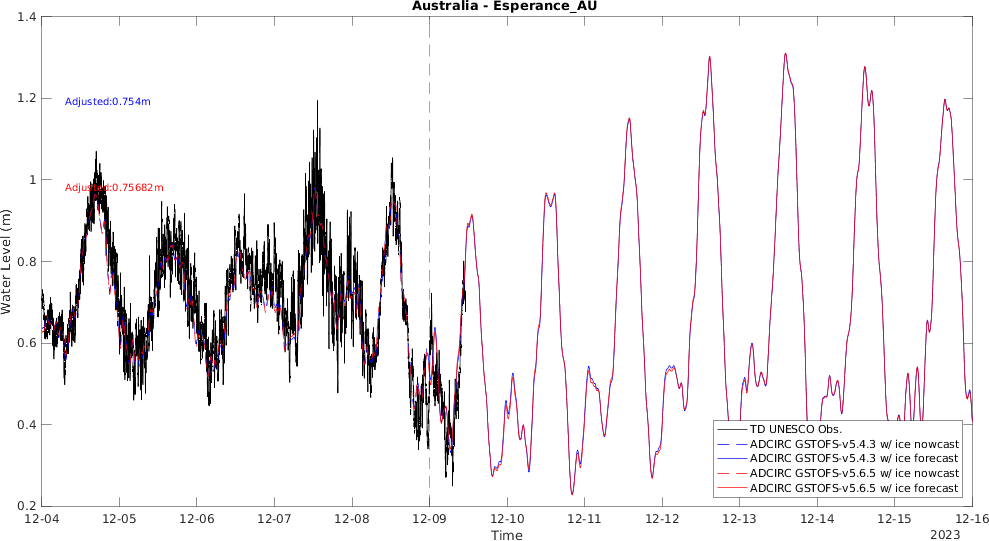 Australia - Esperance_AU
1.4
1.2
1
0.8
0.6
0.4
0.2
Water Level (m)
Adjusted:0.754m
Adjusted:0.75682m
TD UNESCO Obs.
ADCIRC GSTOFS-v5.4.3 w/ ice nowcast
ADCIRC GSTOFS-v5.4.3 w/ ice forecast
ADCIRC GSTOFS-v5.6.5 w/ ice nowcast
ADCIRC GSTOFS-v5.6.5 w/ ice forecast
12-04 12-05 12-06 12-07 12-08 12-09 12-10 12-11 12-12 12-13 12-14 12-15 12-16
Time
2023